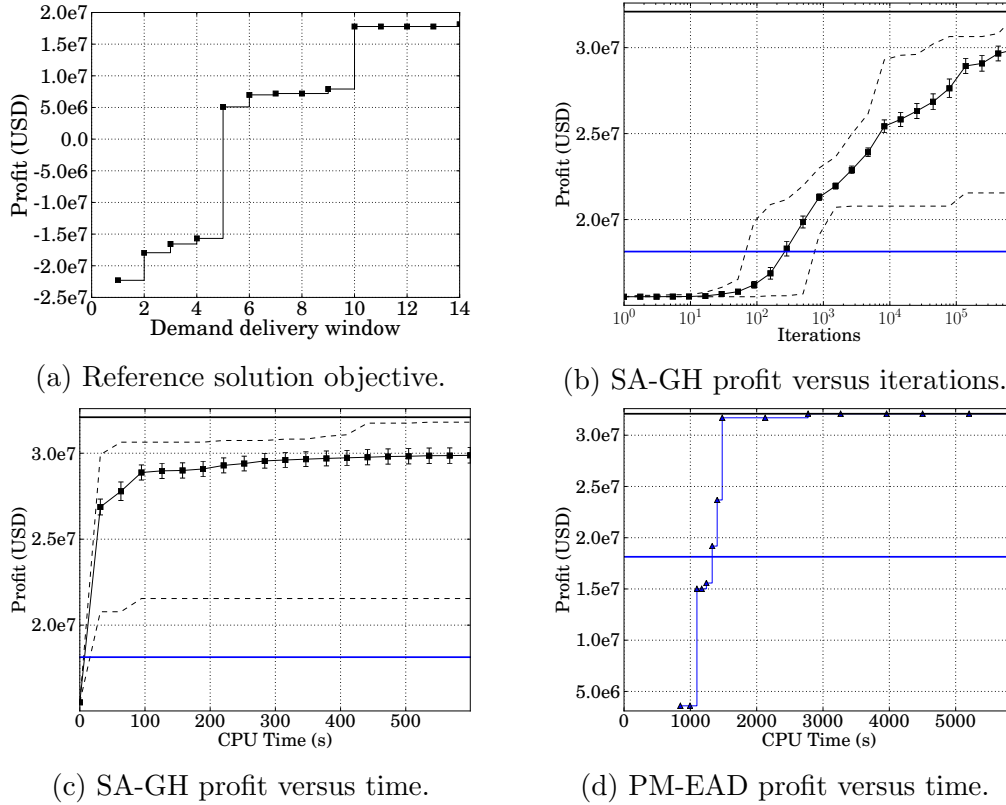 2.0e7
1.5e7
1.0e7
5.0e6
0.0
-5.0e6
-1.0e7
-1.5e7
-2.0e7
-2.5e7
Profit (USD)
0 2 4 6 8 10 12 14
Demand delivery window
(a) Reference solution objective.
3.0e7
2.5e7
2.0e7
Profit (USD)
10^0 10^1 10^2 10^3 10^4 10^5
Iterations
(b) SA-GH profit versus iterations.
3.0e7
2.5e7
2.0e7
Profit (USD)
0 100 200 300 400 500
CPU Time (s)
(c) SA-GH profit versus time.
3.0e7
2.5e7
2.0e7
1.5e7
1.0e7
5.0e6
Profit (USD)
0 1000 2000 3000 4000 5000
CPU Time (s)
(d) PM-EAD profit versus time.